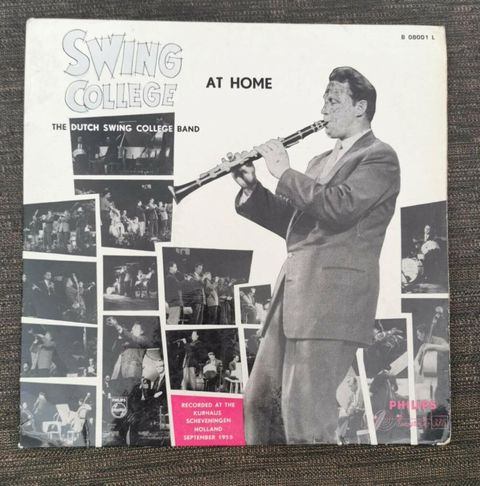 B 08001 L
SWING
COLLEGE
AT HOME
THE DUTCH SWING COLLEGE BAND
RECORDED AT THE
KURHAUS
SCHEVENINGEN
HOLLAND
SEPTEMBER 1955
PHILIPS
PHILIPS